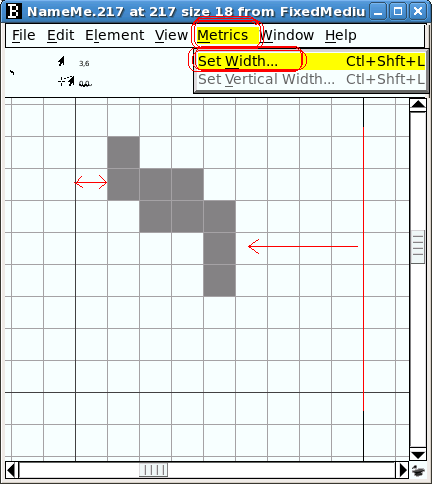 NameMe.217 at 217 size 18 from FixedMediu
File Edit Element View Metrics Window Help
Set Width... Ctl+Shft+L
3,6
Set Vertical Width... Ctl+Shft+L
0,0